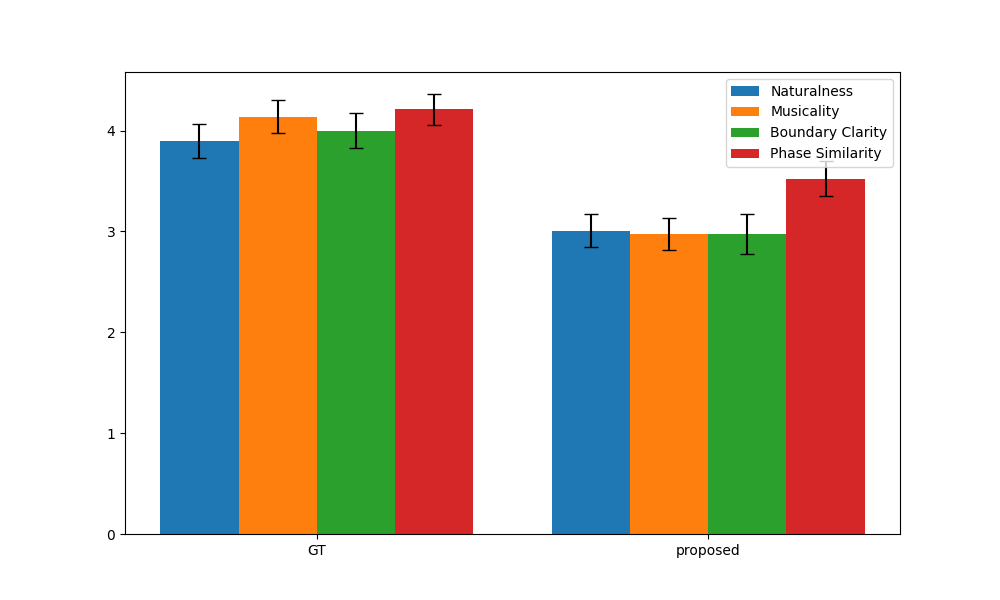 Naturalness
Musicality
Boundary Clarity
Phase Similarity
4
3
2
1
0
GT
proposed